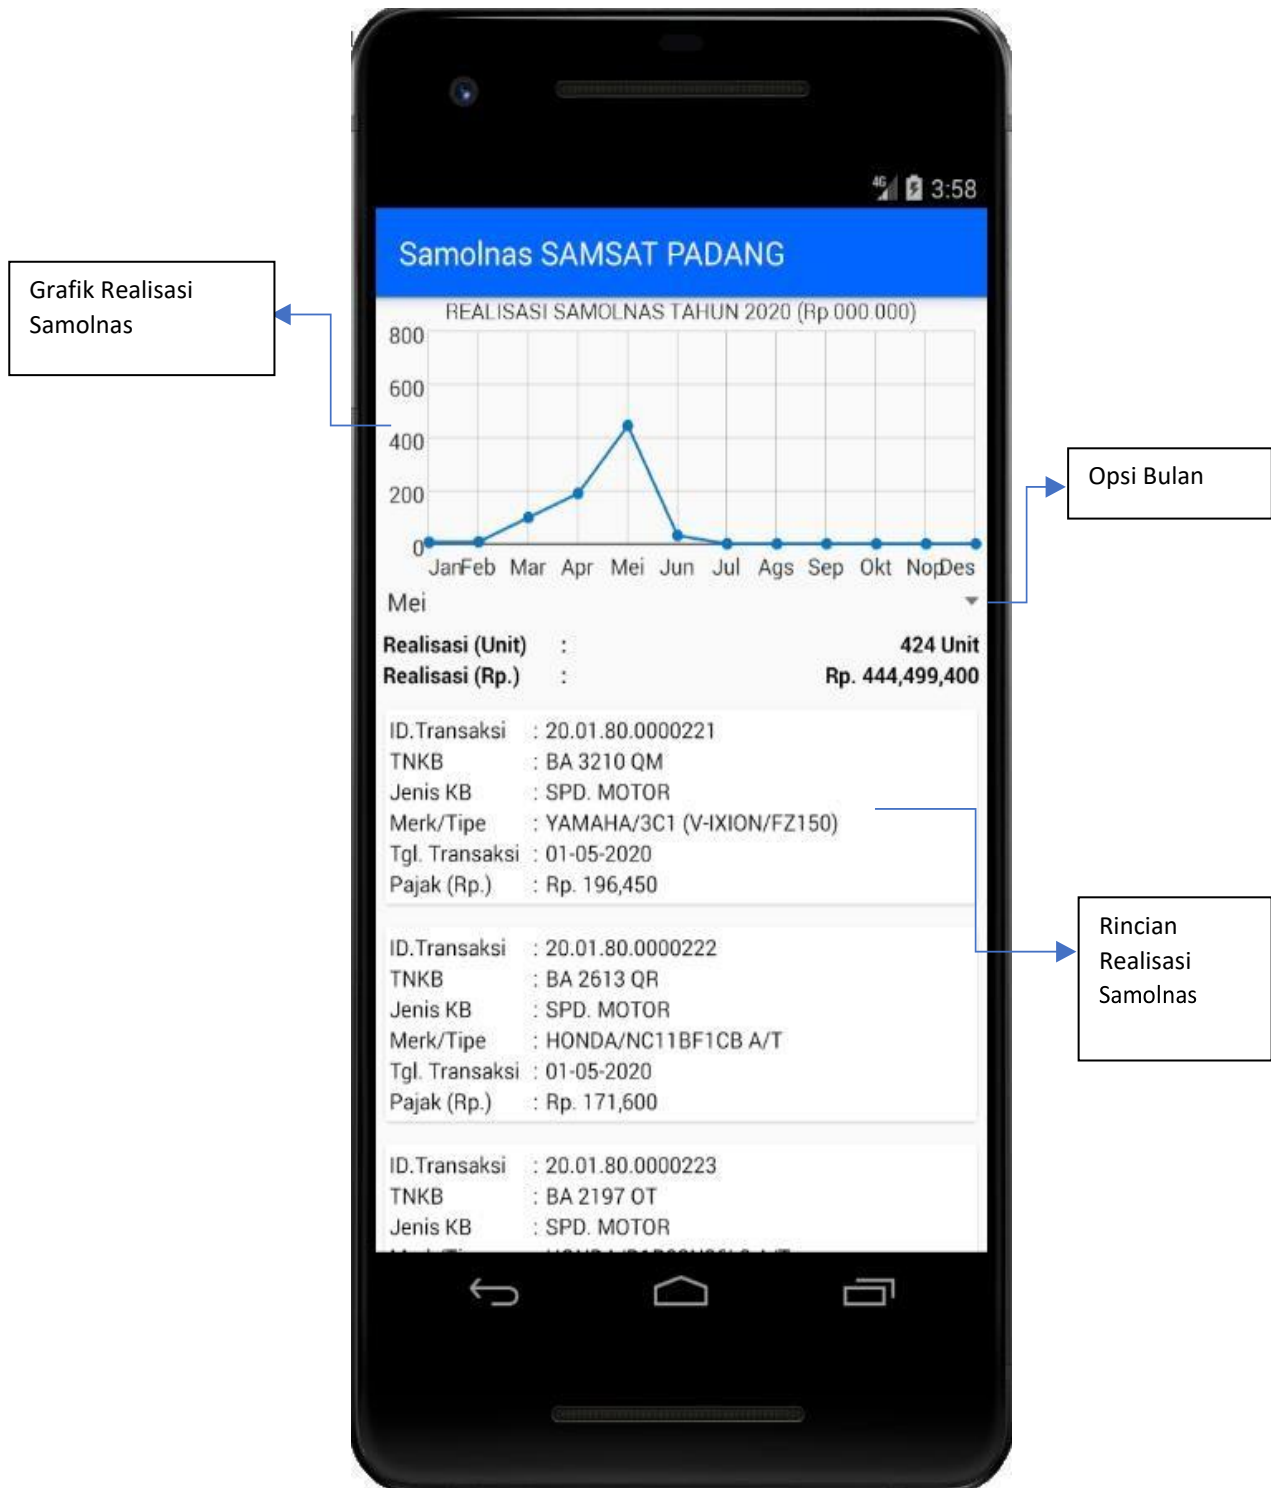 4G 3:58
Samolnas SAMSAT PADANG
Grafik Realisasi
Samolnas
REALISASI SAMOLNAS TAHUN 2020 (Rp 000.000)
800
600
400
200
0
Jan Feb Mar Apr Mei Jun Jul Ags Sep Okt Nop Des
Opsi Bulan
Mei
Realisasi (Unit) : 424 Unit
Realisasi (Rp.) : Rp. 444,499,400
ID.Transaksi : 20.01.80.0000221
TNKB : BA 3210 QM
Jenis KB : SPD. MOTOR
Merk/Tipe : YAMAHA/3C1 (V-IXION/FZ150)
Tgl. Transaksi : 01-05-2020
Pajak (Rp.) : Rp. 196,450
Rincian
Realisasi
Samolnas
ID.Transaksi : 20.01.80.0000222
TNKB : BA 2613 QR
Jenis KB : SPD. MOTOR
Merk/Tipe : HONDA/NC11BF1CB A/T
Tgl. Transaksi : 01-05-2020
Pajak (Rp.) : Rp. 171,600
ID.Transaksi : 20.01.80.0000223
TNKB : BA 2197 OT
Jenis KB : SPD. MOTOR